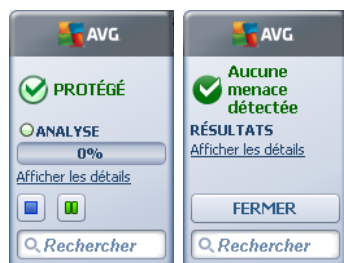 AVG
PROTÉGÉ
ANALYSE
0%
Afficher les détails
Rechercher
AVG
Aucune
menace
détectée
RÉSULTATS
Afficher les détails
FERMER
Rechercher